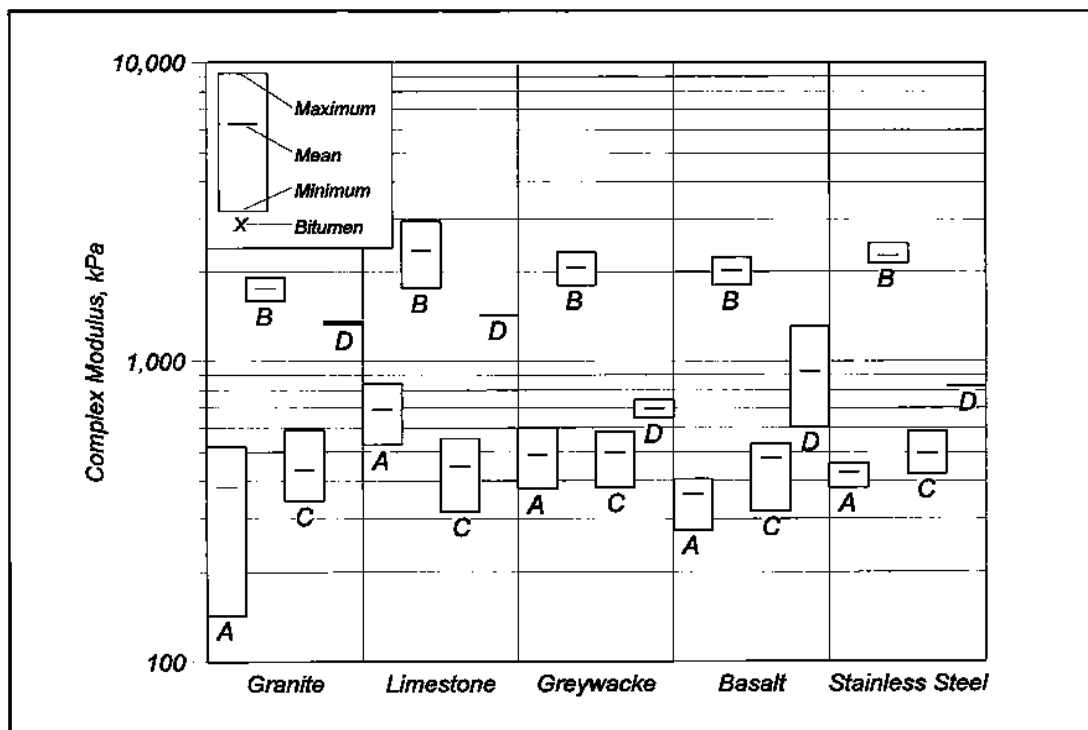 10,000
Maximum
Mean
Minimum
x Bitumen
Complex Modulus, kPa
B
B
B
B
B
D
D
1,000
A
C
A
C
A
C
D
A
C
D
A
C
D
100
Granite Limestone Greywacke Basalt Stainless Steel